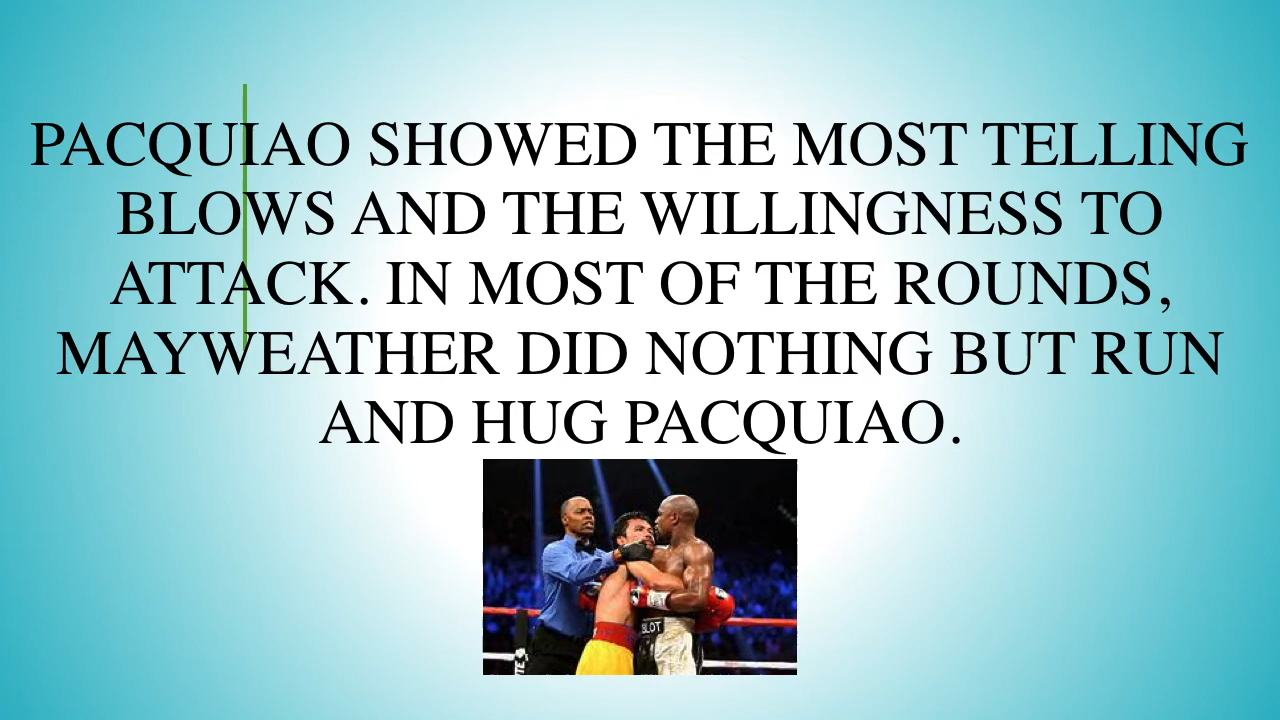 PACQUIAO SHOWED THE MOST TELLING
BLOWS AND THE WILLINGNESS TO
ATTACK. IN MOST OF THE ROUNDS,
MAYWEATHER DID NOTHING BUT RUN
AND HUG PACQUIAO.